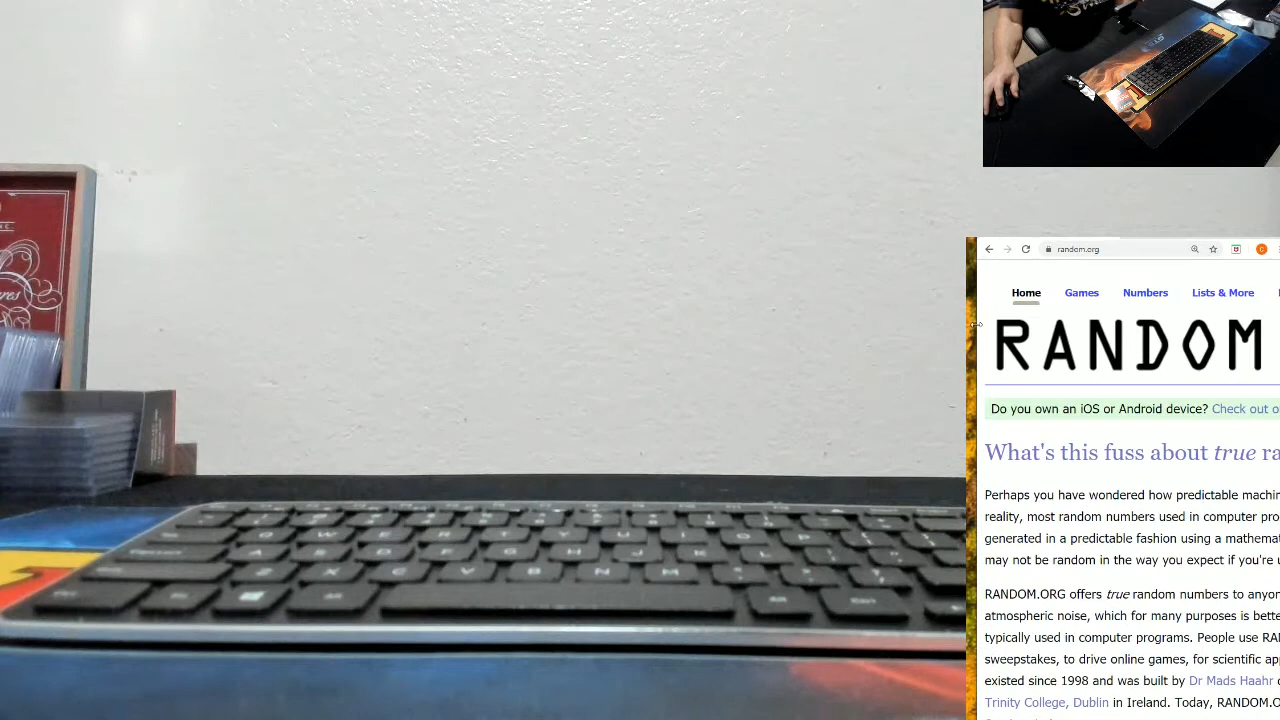 random.org
Home Games Numbers Lists & More
RANDOM
Do you own an iOS or Android device? Check out o
What's this fuss about true ra
Perhaps you have wondered how predictable machin
reality, most random numbers used in computer pro
generated in a predictable fashion using a mathemat
may not be random in the way you expect if you're u
RANDOM.ORG offers true random numbers to anyon
atmospheric noise, which for many purposes is bette
typically used in computer programs. People use RA
sweepstakes, to drive online games, for scientific ap
existed since 1998 and was built by Dr Mads Haahr o
Trinity College, Dublin in Ireland. Today, RANDOM.O
Q W E R T Y U I O P
A S D F G H J K L
Z X C V B N M
Ctrl